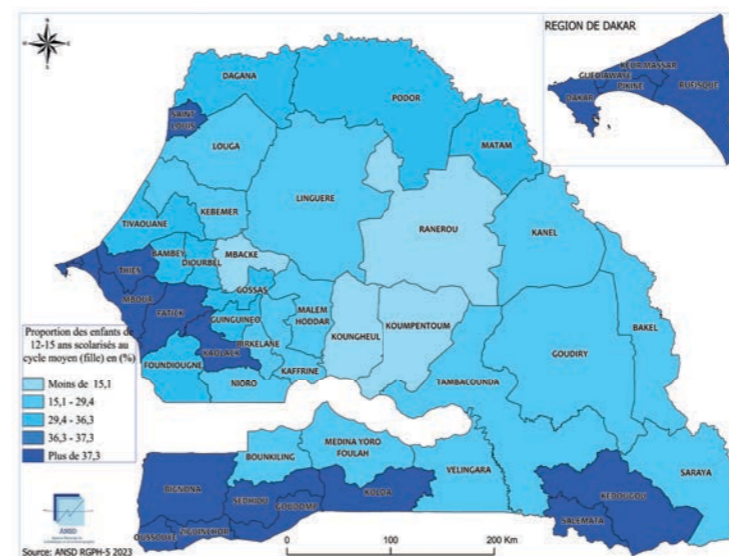 N
S
REGION DE DAKAR
KEUR MASSAR
GUEDIAWAYE
PIKINE
RUFISQUE
DAKAR
DAGANA
PODOR
SAINT
LOUIS
LOUGA
MATAM
LINGUERE
KEBEMER
RANEROU
KANEL
TIVAOUANE
BAMBEY
DIOURBEL
MBACKE
THIES
GOSSAS
MBOUR
FATICK
GUINGUINEO
MALEM
HODDAR
KOUNGHEUL
KOUMPENTOUM
BAKEL
GOUDIRY
KAOLACK
BIRKELANE
FOUNDIOUGNE
NIORO
KAFFRINE
TAMBACOUNDA
Proportion des enfants de
12-15 ans scolarisés au
cycle moyen (fille) en (%)
Moins de 15,1
15,1 - 29,4
29,4 - 36,3
36,3 - 37,3
Plus de 37,3
MEDINA YORO
FOULAH
BOUNKILING
VELINGARA
SARAYA
BIGNONA
SEDHIOU
GOUDOMP
KOLDA
KEDOUGOU
SALEMATA
OUSSOUYE
ZIGUINCHOR
ANSD
0 100 200 Km
Source: ANSD RGPH-5 2023